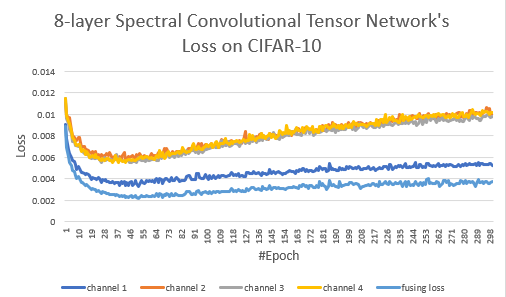 8-layer Spectral Convolutional Tensor Network's
Loss on CIFAR-10
0.014
0.012
0.01
0.008
0.006
0.004
0.002
0
Loss
1 10 19 28 37 46 55 64 73 82 91 100 109 118 127 136 145 154 163 172 181 190 199 208 217 226 235 244 253 262 271 280 289 298
#Epoch
channel 1 channel 2 channel 3 channel 4 fusing loss